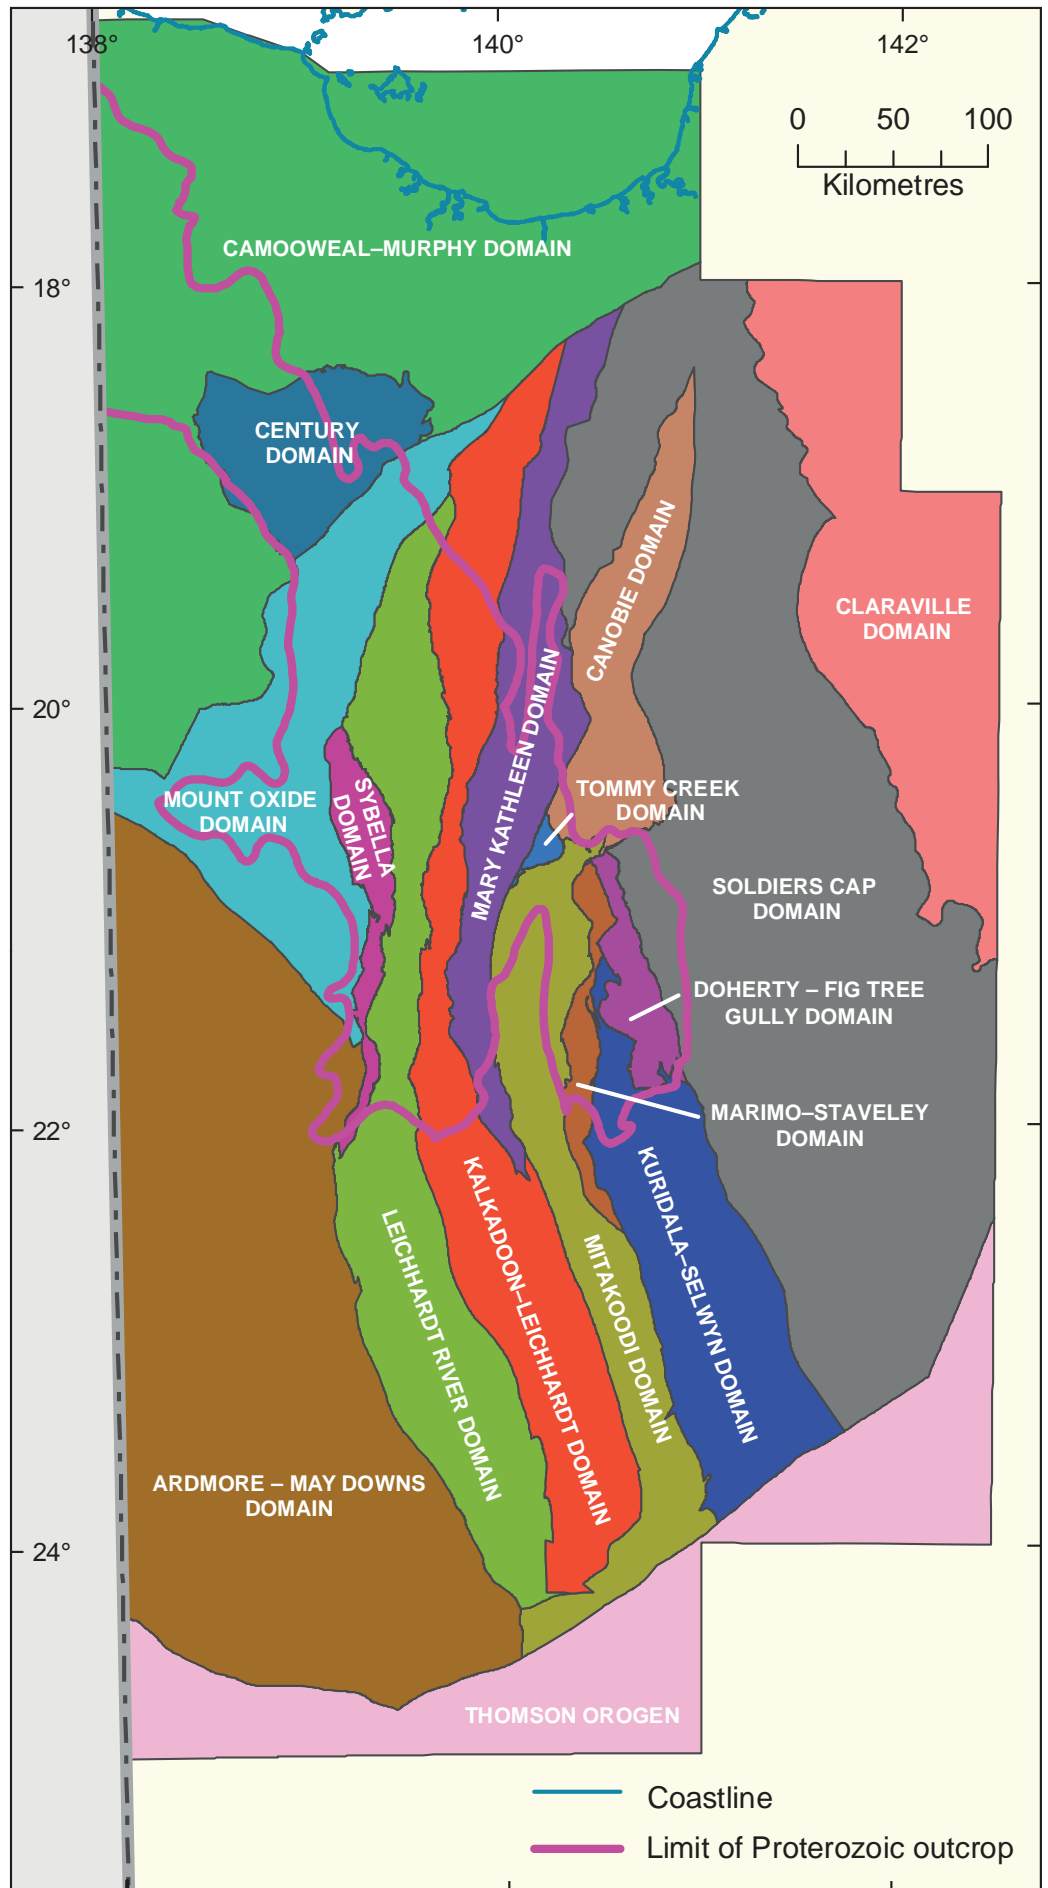 138°
140°
142°
0
50
100
Kilometres
CAMOOWEAL–MURPHY DOMAIN
18°
CENTURY
DOMAIN
CANOBIE DOMAIN
CLARAVILLE
DOMAIN
20°
MARY KATHLEEN DOMAIN
TOMMY CREEK
DOMAIN
MOUNT OXIDE
DOMAIN
SYBELLA
DOMAIN
SOLDIERS CAP
DOMAIN
DOHERTY – FIG TREE
GULLY DOMAIN
MARIMO–STAVELEY
DOMAIN
22°
KURIDALA–SELWYN DOMAIN
KALKADOON–LEICHHARDT DOMAIN
LEICHHARDT RIVER DOMAIN
MITAKOODI DOMAIN
ARDMORE – MAY DOWNS
DOMAIN
24°
THOMSON OROGEN
Coastline
Limit of Proterozoic outcrop